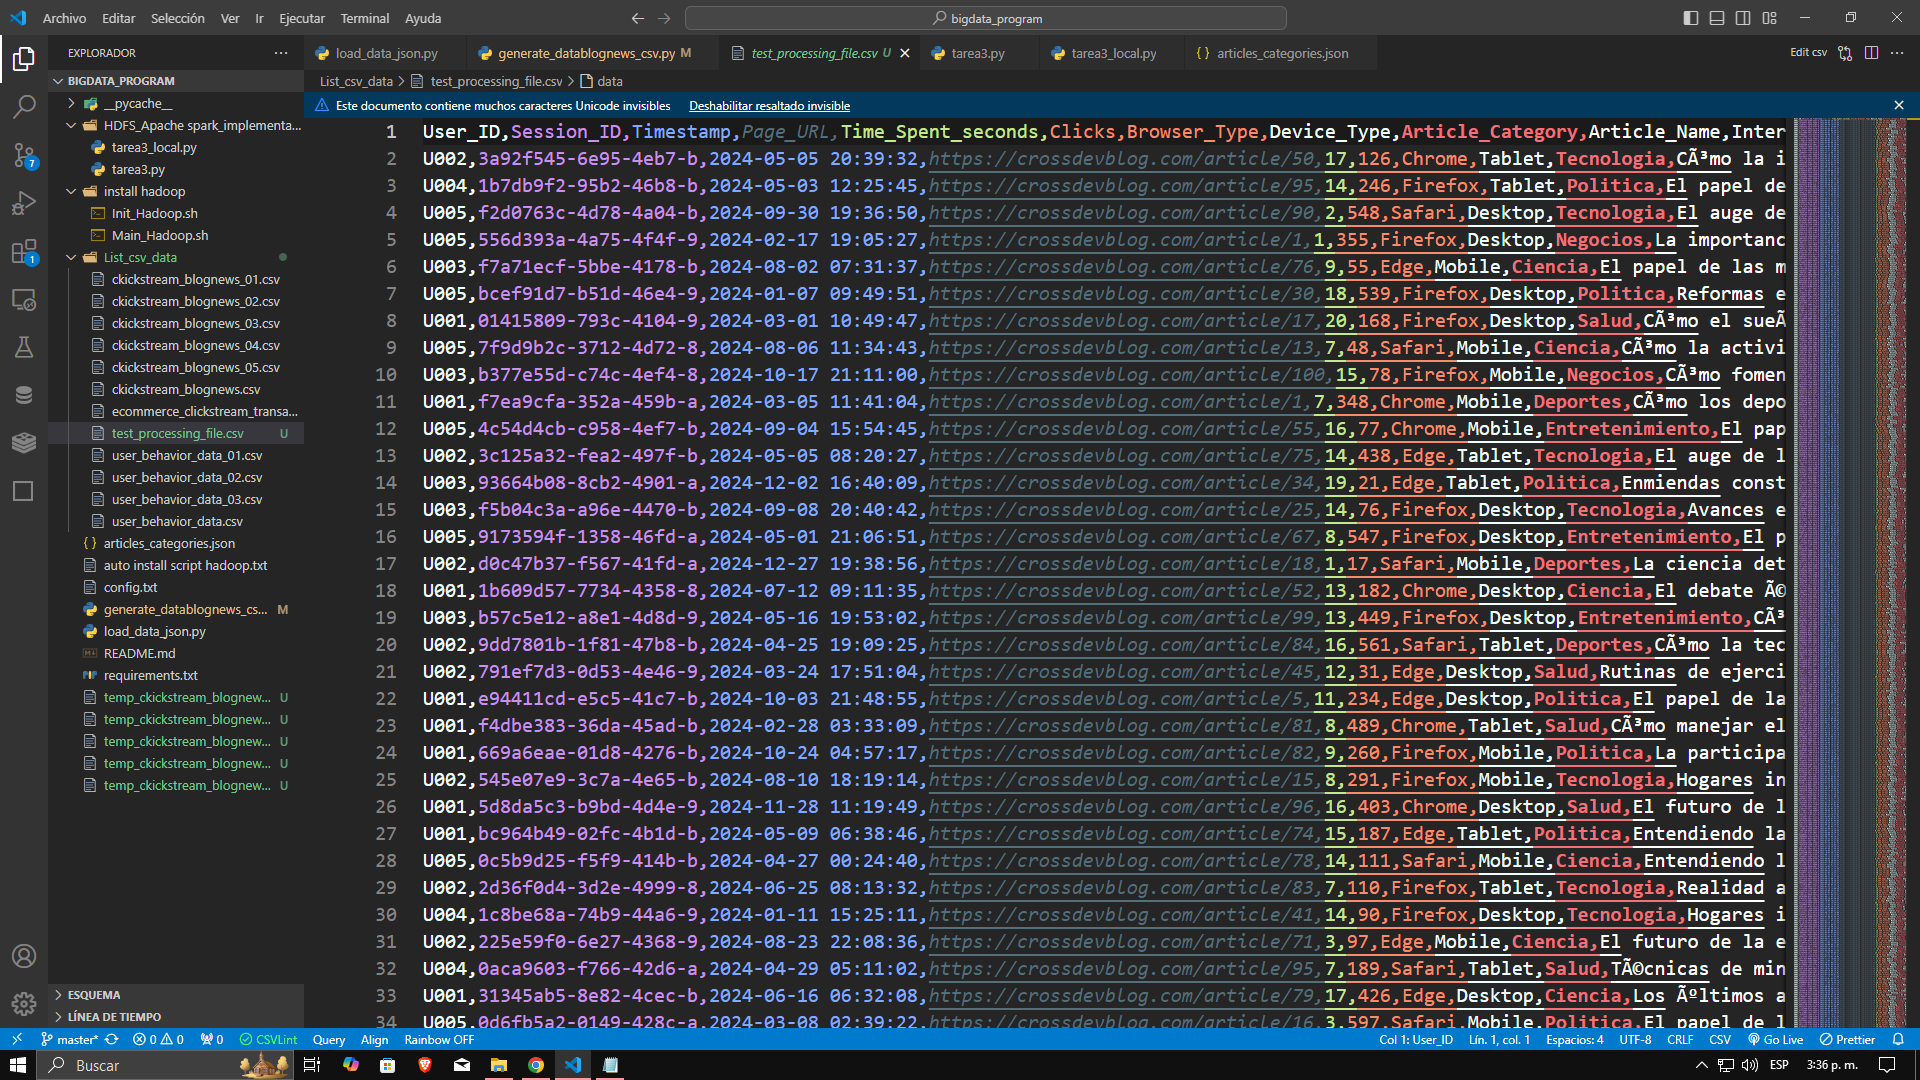 Archivo Editar Selección Ver Ir Ejecutar Terminal Ayuda
bigdata_program
EXPLORADOR
BIGDATA_PROGRAM
__pycache__
HDFS_Apache spark_implementa...
tarea3_local.py
tarea3.py
install hadoop
Init_Hadoop.sh
Main_Hadoop.sh
List_csv_data
ckickstream_blognews_01.csv
ckickstream_blognews_02.csv
ckickstream_blognews_03.csv
ckickstream_blognews_04.csv
ckickstream_blognews_05.csv
ckickstream_blognews.csv
ecommerce_clickstream_transa...
test_processing_file.csv U
user_behavior_data_01.csv
user_behavior_data_02.csv
user_behavior_data_03.csv
user_behavior_data.csv
articles_categories.json
auto install script hadoop.txt
config.txt
generate_datablognews_cs... M
load_data_json.py
README.md
requirements.txt
temp_ckickstream_blognew... U
temp_ckickstream_blognew... U
temp_ckickstream_blognew... U
temp_ckickstream_blognew... U
temp_ckickstream_blognew... U
ESQUEMA
LÍNEA DE TIEMPO
7
1
load_data_json.py generate_datablognews_csv.py M test_processing_file.csv U tarea3.py tarea3_local.py articles_categories.json Edit csv
List_csv_data > test_processing_file.csv > data
Este documento contiene muchos caracteres Unicode invisibles Deshabilitar resaltado invisible
1 User_ID,Session_ID,Timestamp,Page_URL,Time_Spent_seconds,Clicks,Browser_Type,Device_Type,Article_Category,Article_Name,Inter
2 U002,3a92f545-6e95-4eb7-b,2024-05-05 20:39:32,https://crossdevblog.com/article/50,17,126,Chrome,Tablet,Tecnologia,CÃ³mo la i
3 U004,1b7db9f2-95b2-46b8-b,2024-05-03 12:25:45,https://crossdevblog.com/article/95,14,246,Firefox,Tablet,Politica,El papel de
4 U005,f2d0763c-4d78-4a04-b,2024-09-30 19:36:50,https://crossdevblog.com/article/90,2,548,Safari,Desktop,Tecnologia,El auge de
5 U005,556d393a-4a75-4f4f-9,2024-02-17 19:05:27,https://crossdevblog.com/article/1,1,355,Firefox,Desktop,Negocios,La importanc
6 U003,f7a71ecf-5bbe-4178-b,2024-08-02 07:31:37,https://crossdevblog.com/article/76,9,55,Edge,Mobile,Ciencia,El papel de las m
7 U005,bcef91d7-b51d-46e4-9,2024-01-07 09:49:51,https://crossdevblog.com/article/30,18,539,Firefox,Desktop,Politica,Reformas e
8 U001,01415809-793c-4104-9,2024-03-01 10:49:47,https://crossdevblog.com/article/17,20,168,Firefox,Desktop,Salud,CÃ³mo el sueÃ
9 U005,7f9d9b2c-3712-4d72-8,2024-08-06 11:34:43,https://crossdevblog.com/article/13,7,48,Safari,Mobile,Ciencia,CÃ³mo la activi
10 U003,b377e55d-c74c-4ef4-8,2024-10-17 21:11:00,https://crossdevblog.com/article/100,15,78,Firefox,Mobile,Negocios,CÃ³mo fomen
11 U001,f7ea9cfa-352a-459b-a,2024-03-05 11:41:04,https://crossdevblog.com/article/1,7,348,Chrome,Mobile,Deportes,CÃ³mo los depo
12 U005,4c54d4cb-c958-4ef7-b,2024-09-04 15:54:45,https://crossdevblog.com/article/55,16,77,Chrome,Mobile,Entretenimiento,El pap
13 U002,3c125a32-fea2-497f-b,2024-05-05 08:20:27,https://crossdevblog.com/article/75,14,438,Edge,Tablet,Tecnologia,El auge de l
14 U003,93664b08-8cb2-4901-a,2024-12-02 16:40:09,https://crossdevblog.com/article/34,19,21,Edge,Tablet,Politica,Enmiendas const
15 U003,f5b04c3a-a96e-4470-b,2024-09-08 20:40:42,https://crossdevblog.com/article/25,14,76,Firefox,Desktop,Tecnologia,Avances e
16 U005,9173594f-1358-46fd-a,2024-05-01 21:06:51,https://crossdevblog.com/article/67,8,547,Firefox,Desktop,Entretenimiento,El p
17 U002,d0c47b37-f567-41fd-a,2024-12-27 19:38:56,https://crossdevblog.com/article/18,1,17,Safari,Mobile,Deportes,La ciencia det
18 U001,1b609d57-7734-4358-8,2024-07-12 09:11:35,https://crossdevblog.com/article/52,13,182,Chrome,Desktop,Ciencia,El debate Ã©
19 U003,b57c5e12-a8e1-4d8d-9,2024-05-16 19:53:02,https://crossdevblog.com/article/99,13,449,Firefox,Desktop,Entretenimiento,CÃ³
20 U002,9dd7801b-1f81-47b8-b,2024-04-25 19:09:25,https://crossdevblog.com/article/84,16,561,Safari,Tablet,Deportes,CÃ³mo la tec
21 U002,791ef7d3-0d53-4e46-9,2024-03-24 17:51:04,https://crossdevblog.com/article/45,12,31,Edge,Desktop,Salud,Rutinas de ejerci
22 U001,e94411cd-e5c5-41c7-b,2024-10-03 21:48:55,https://crossdevblog.com/article/5,11,234,Edge,Desktop,Politica,El papel de la
23 U001,f4dbe383-36da-45ad-b,2024-02-28 03:33:09,https://crossdevblog.com/article/81,8,489,Chrome,Tablet,Salud,CÃ³mo manejar el
24 U001,669a6eae-01d8-4276-b,2024-10-24 04:57:17,https://crossdevblog.com/article/82,9,260,Firefox,Mobile,Politica,La participa
25 U002,545e07e9-3c7a-4e65-b,2024-08-10 18:19:14,https://crossdevblog.com/article/15,8,291,Firefox,Mobile,Tecnologia,Hogares in
26 U001,5d8da5c3-b9bd-4d4e-9,2024-11-28 11:19:49,https://crossdevblog.com/article/96,16,403,Chrome,Desktop,Salud,El futuro de l
27 U001,bc964b49-02fc-4b1d-b,2024-05-09 06:38:46,https://crossdevblog.com/article/74,15,187,Edge,Tablet,Politica,Entendiendo la
28 U005,0c5b9d25-f5f9-414b-b,2024-04-27 00:24:40,https://crossdevblog.com/article/78,14,111,Safari,Mobile,Ciencia,Entendiendo l
29 U002,2d36f0d4-3d2e-4999-8,2024-06-25 08:13:32,https://crossdevblog.com/article/83,7,110,Firefox,Tablet,Tecnologia,Realidad a
30 U004,1c8be68a-74b9-44a6-9,2024-01-11 15:25:11,https://crossdevblog.com/article/41,14,90,Firefox,Desktop,Tecnologia,Hogares i
31 U002,225e59f0-6e27-4368-9,2024-08-23 22:08:36,https://crossdevblog.com/article/71,3,97,Edge,Mobile,Ciencia,El futuro de la e
32 U004,0aca9603-f766-42d6-a,2024-04-29 05:11:02,https://crossdevblog.com/article/95,7,189,Safari,Tablet,Salud,TÃ©cnicas de min
33 U001,31345ab5-8e82-4cec-b,2024-06-16 06:32:08,https://crossdevblog.com/article/79,17,426,Edge,Desktop,Ciencia,Los Ãºltimos a
34 U005,0d6fb5a2-0149-428c-a,2024-03-08 02:39:22,https://crossdevblog.com/article/16,3,597,Safari,Mobile,Politica,El papel de l
master* 0 0 0 CSVLint Query Align Rainbow OFF Col 1: User_ID Lín. 1, col. 1 Espacios: 4 UTF-8 CRLF CSV Go Live Prettier
Buscar ESP 3:36 p. m.